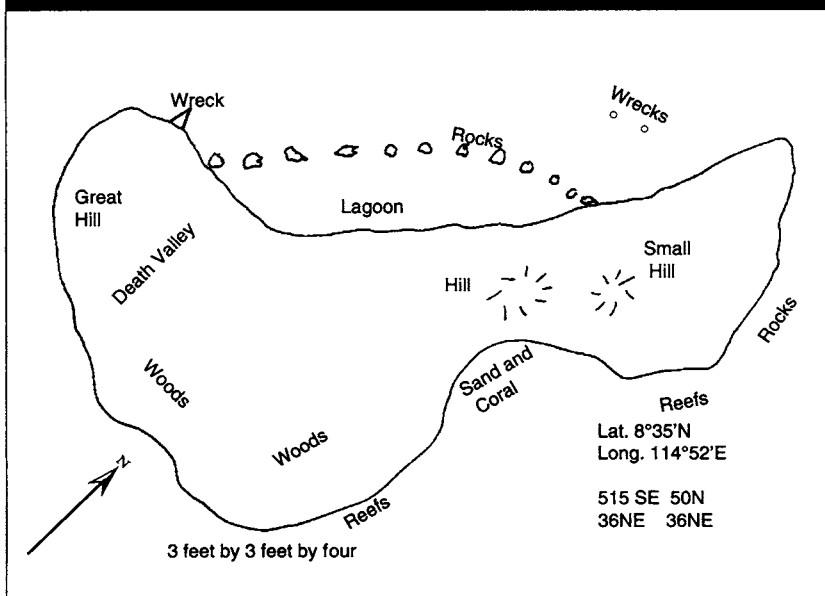 Wreck
Wrecks
Rocks
Great
Hill
Lagoon
Death Valley
Small
Hill
Hill
Rocks
Woods
Sand and
Coral
Reefs
Lat. 8°35'N
Long. 114°52'E
Woods
N
Reefs
515 SE 50N
36NE 36NE
3 feet by 3 feet by four